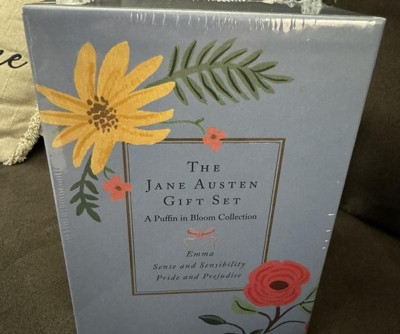 The
Jane Austen
Gift Set
A Puffin in Bloom Collection
Emma
Sense and Sensibility
Pride and Prejudice